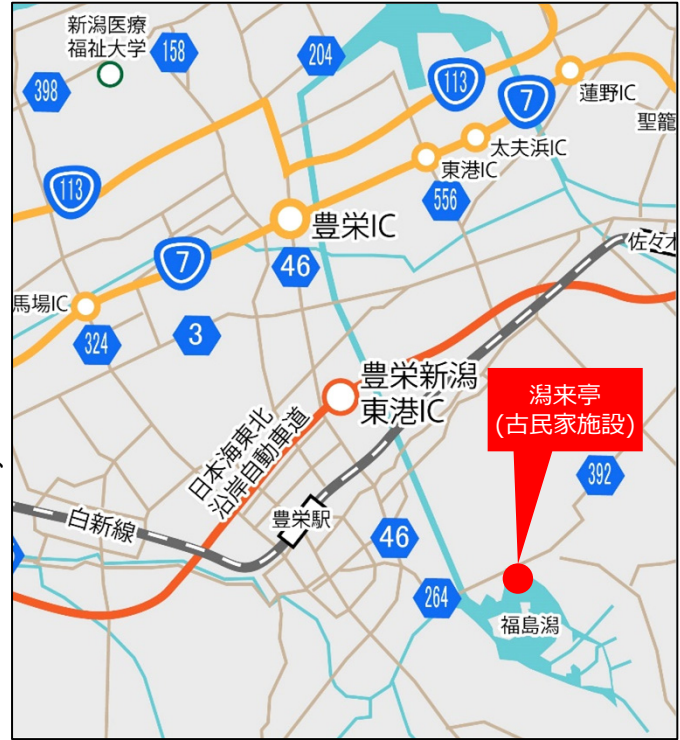 新潟医療
福祉大学
158
204
398
113
7
蓮野IC
聖籠
太夫浜IC
東港IC
113
556
豊栄IC
佐々木
7
46
馬場IC
324
3
豊栄新潟
東港IC
潟来亭
(古民家施設)
日本海東北
沿岸自動車道
392
白新線
豊栄駅
46
264
福島潟